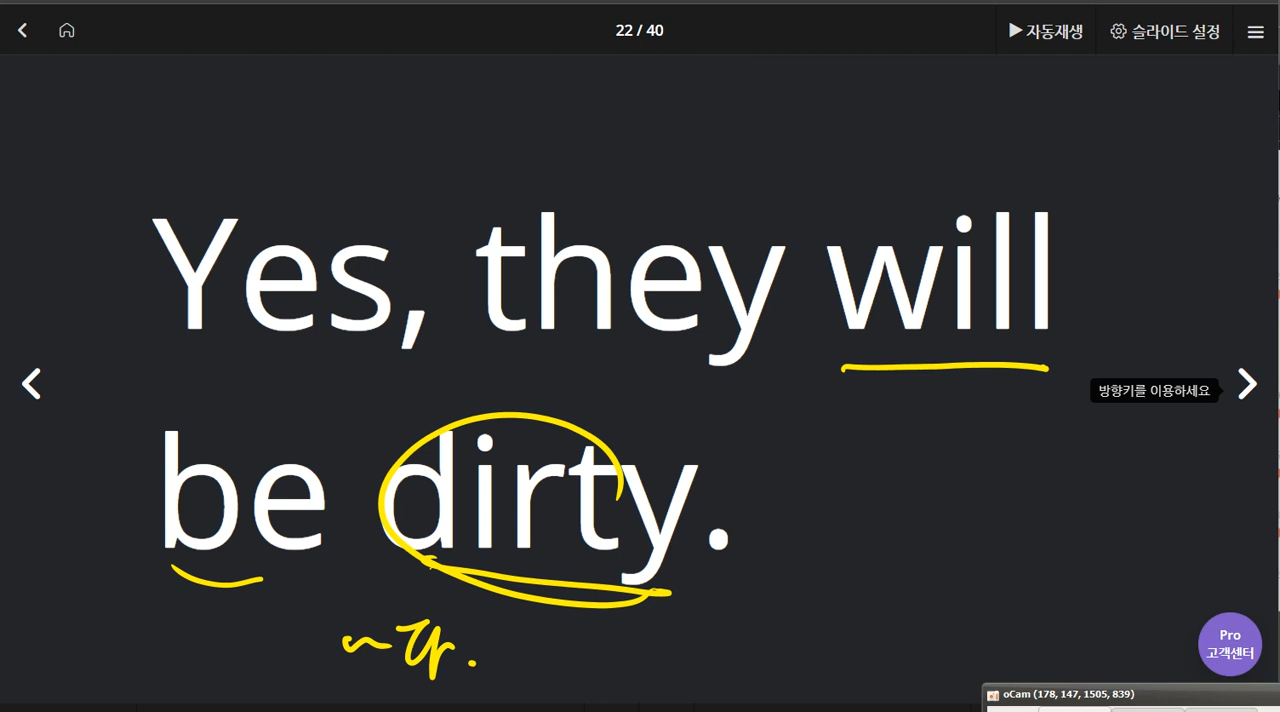 22 / 40
▶ 자동재생
슬라이드 설정
Yes, they will
방향키를 이용하세요
be dirty.
~다.
Pro
고객센터
oCam (178, 147, 1505, 839)